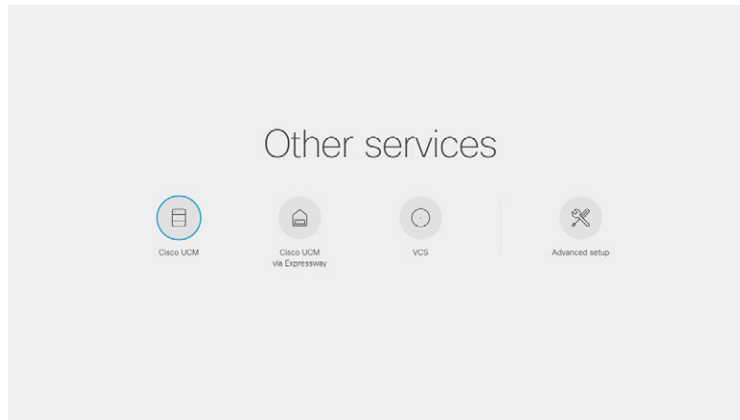 Other services
Cisco UCM
Cisco UCM
via Expressway
VCS
Advanced setup